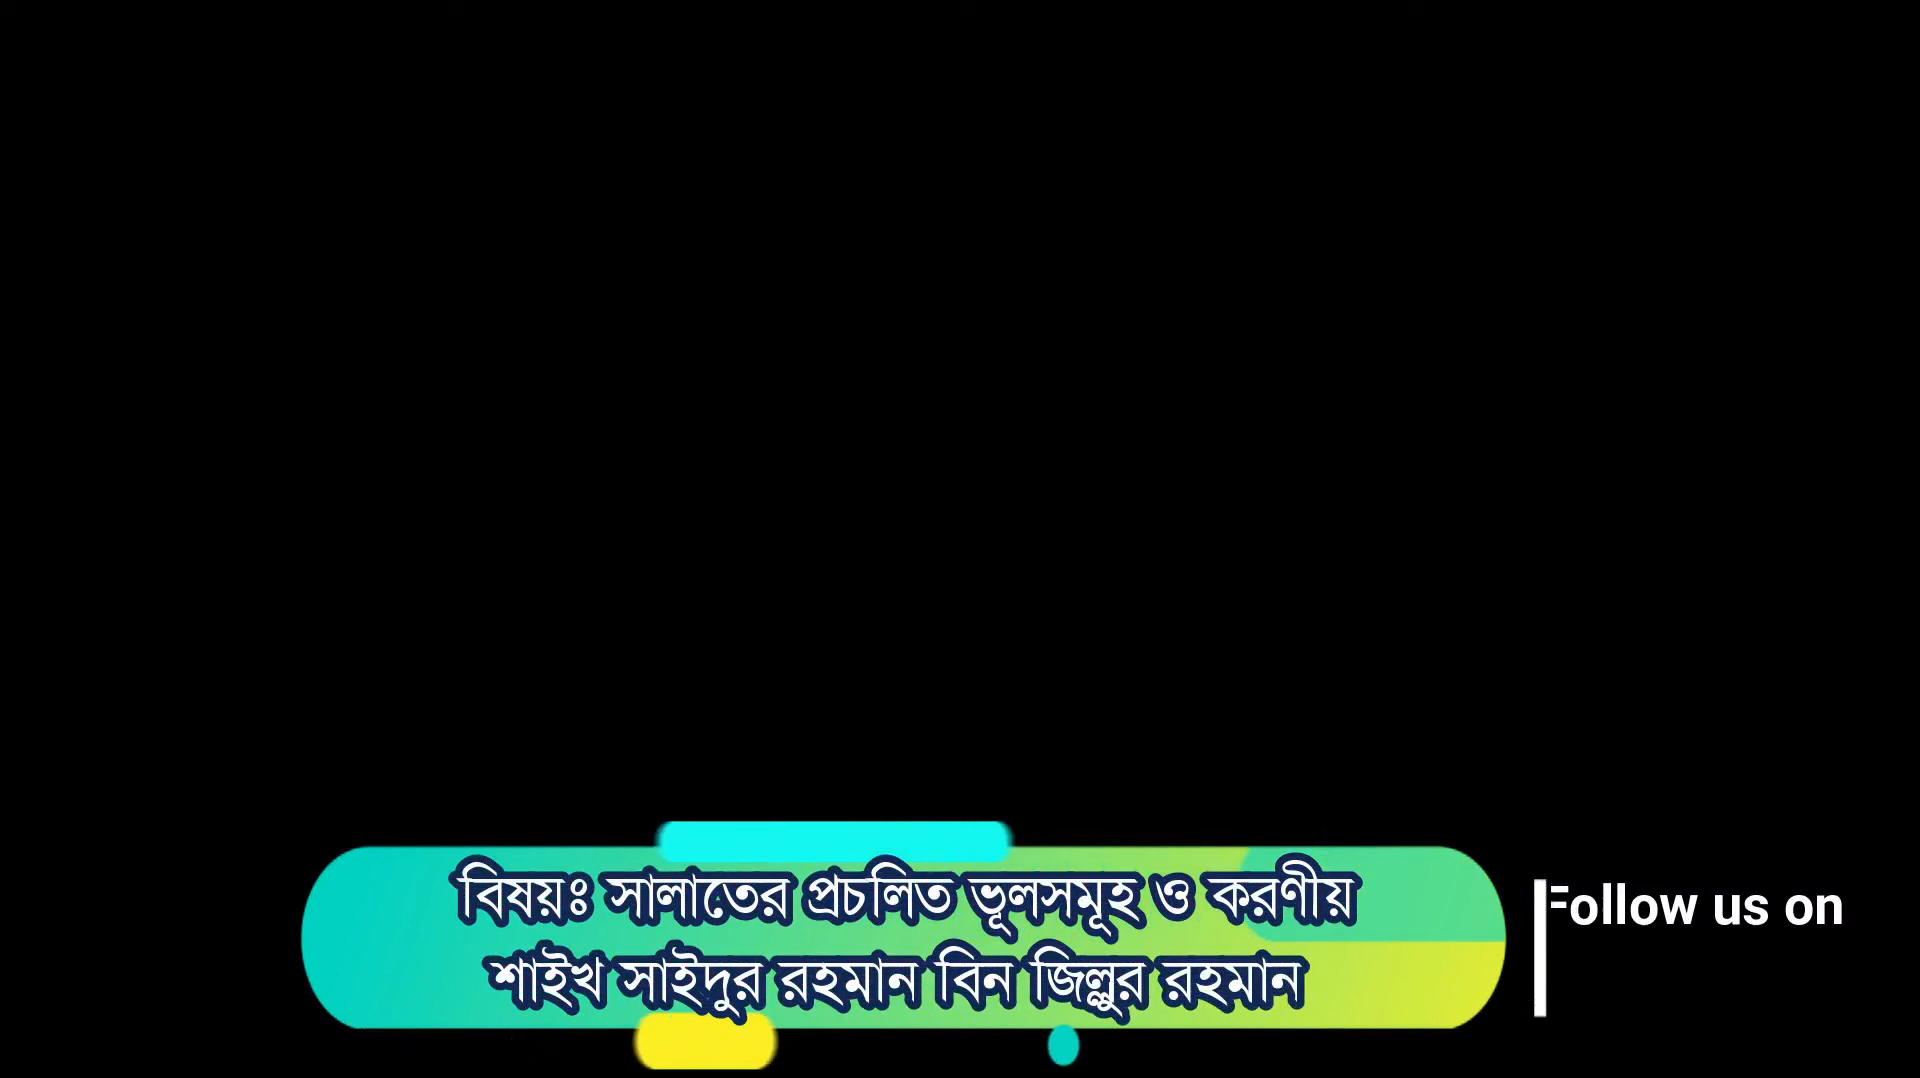 বিষয়ঃ সালাতের প্রচলিত ভূলসমূহ ও করণীয়
শাইখ সাইদুর রহমান বিন জিল্লুর রহমান
Follow us on